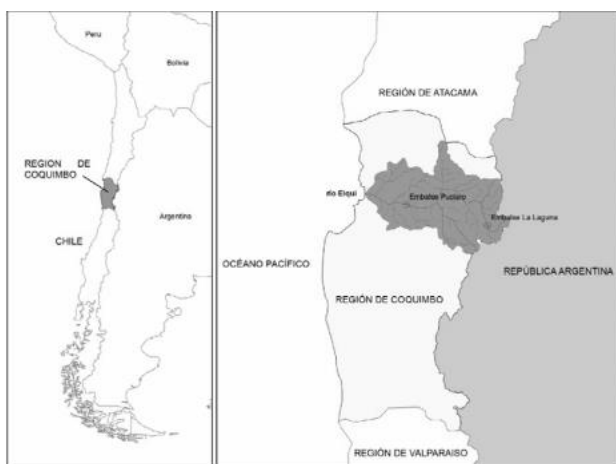 Peru
Bolivia
REGION DE
COQUIMBO
Argentina
CHILE
REGIÓN DE ATACAMA
río Elqui
Embalse Puclaro
Embalse La Laguna
OCÉANO PACÍFICO
REPÚBLICA ARGENTINA
REGIÓN DE COQUIMBO
REGIÓN DE VALPARAISO